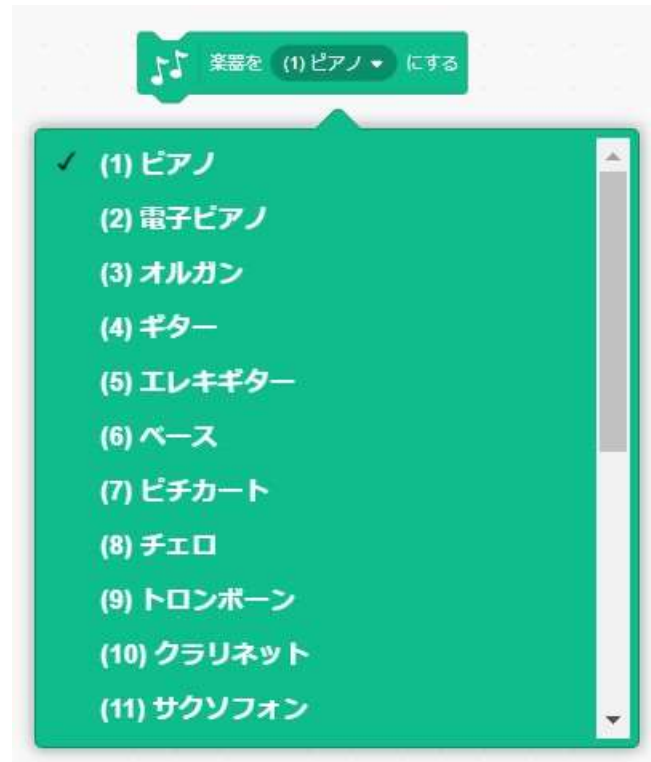 楽器を (1) ピアノ にする
(1) ピアノ
(2) 電子ピアノ
(3) オルガン
(4) ギター
(5) エレキギター
(6) ベース
(7) ピチカート
(8) チェロ
(9) トロンボーン
(10) クラリネット
(11) サクソフォン